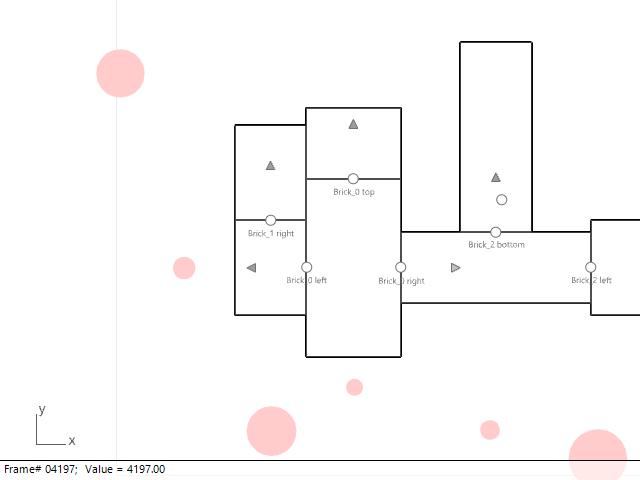 Brick_0 top
Brick_1 right
Brick_2 bottom
Brick_0 left
Brick_0 right
Brick_2 left
y
x
Frame# 04197; Value = 4197.00